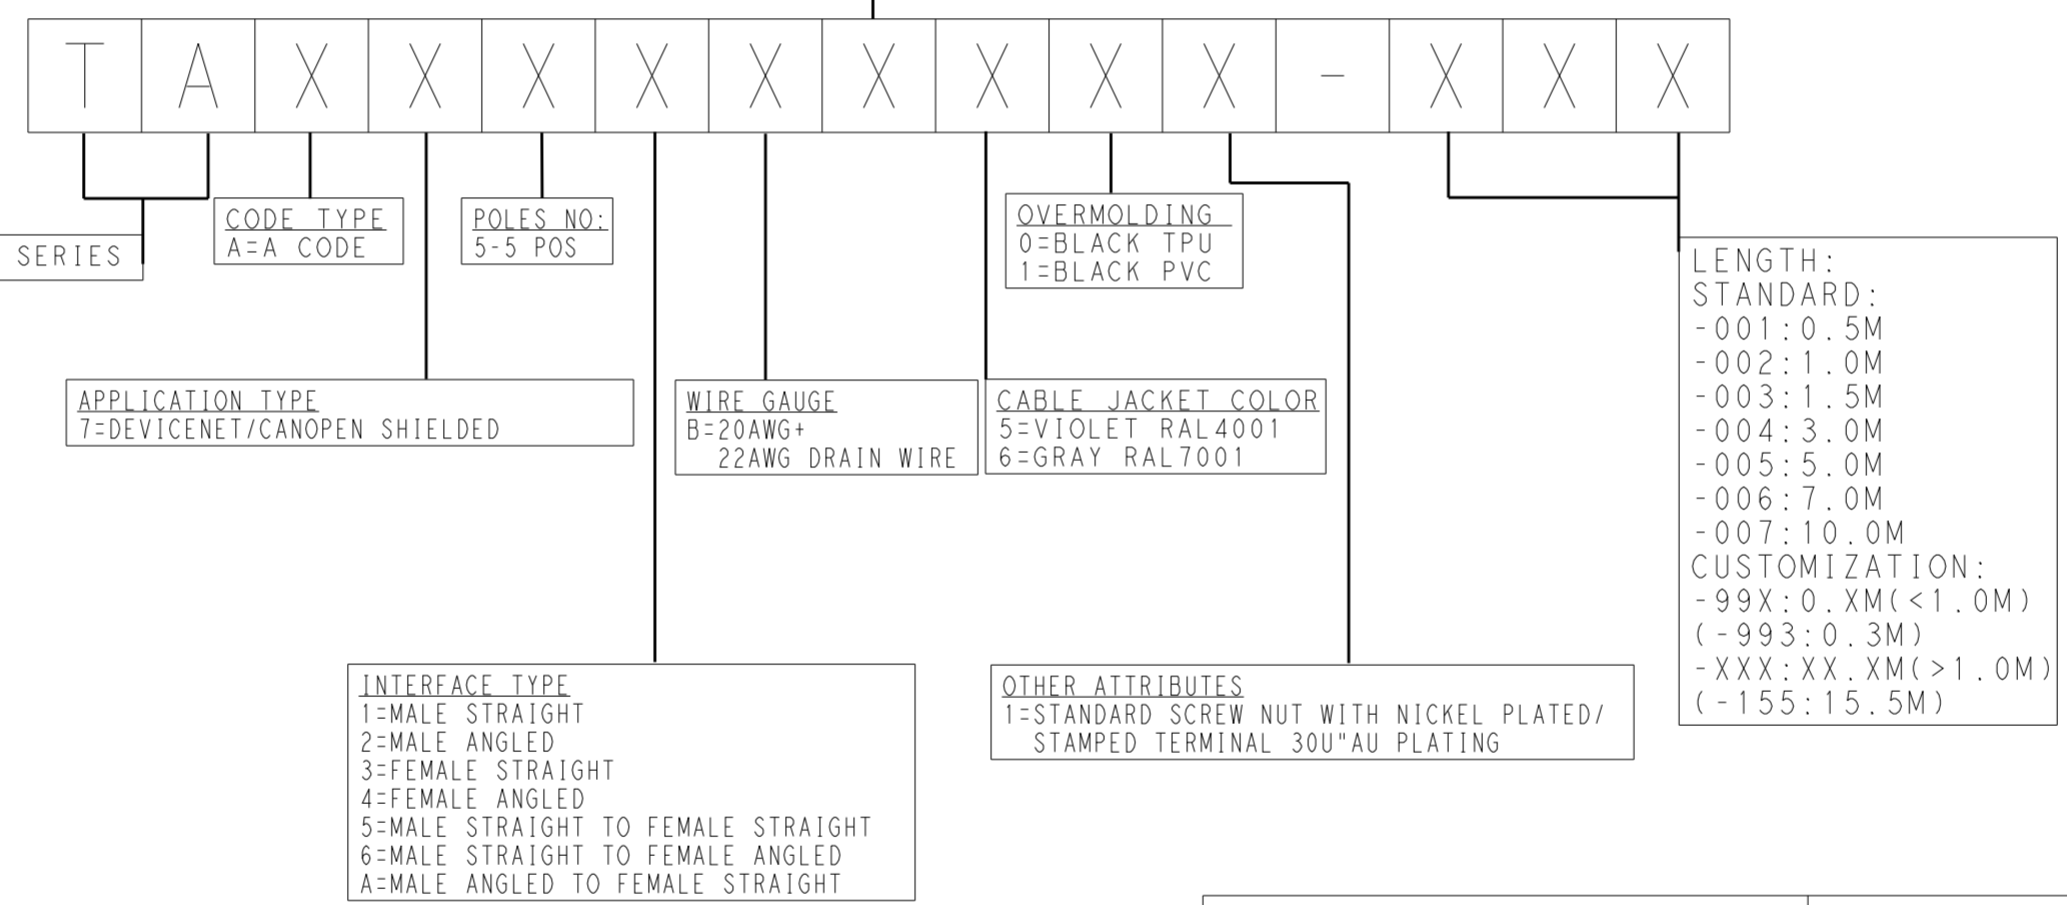 T A X X X X X X X X X - X X X
SERIES
CODE TYPE
A=A CODE
POLES NO:
5-5 POS
OVERMOLDING
0=BLACK TPU
1=BLACK PVC
LENGTH:
STANDARD:
-001:0.5M
-002:1.0M
-003:1.5M
-004:3.0M
-005:5.0M
-006:7.0M
-007:10.0M
CUSTOMIZATION:
-99X:0.XM(<1.0M)
(-993:0.3M)
-XXX:XX.XM(>1.0M)
(-155:15.5M)
APPLICATION TYPE
7=DEVICENET/CANOPEN SHIELDED
WIRE GAUGE
B=20AWG+
22AWG DRAIN WIRE
CABLE JACKET COLOR
5=VIOLET RAL4001
6=GRAY RAL7001
INTERFACE TYPE
1=MALE STRAIGHT
2=MALE ANGLED
3=FEMALE STRAIGHT
4=FEMALE ANGLED
5=MALE STRAIGHT TO FEMALE STRAIGHT
6=MALE STRAIGHT TO FEMALE ANGLED
A=MALE ANGLED TO FEMALE STRAIGHT
OTHER ATTRIBUTES
1=STANDARD SCREW NUT WITH NICKEL PLATED/
STAMPED TERMINAL 30U"AU PLATING